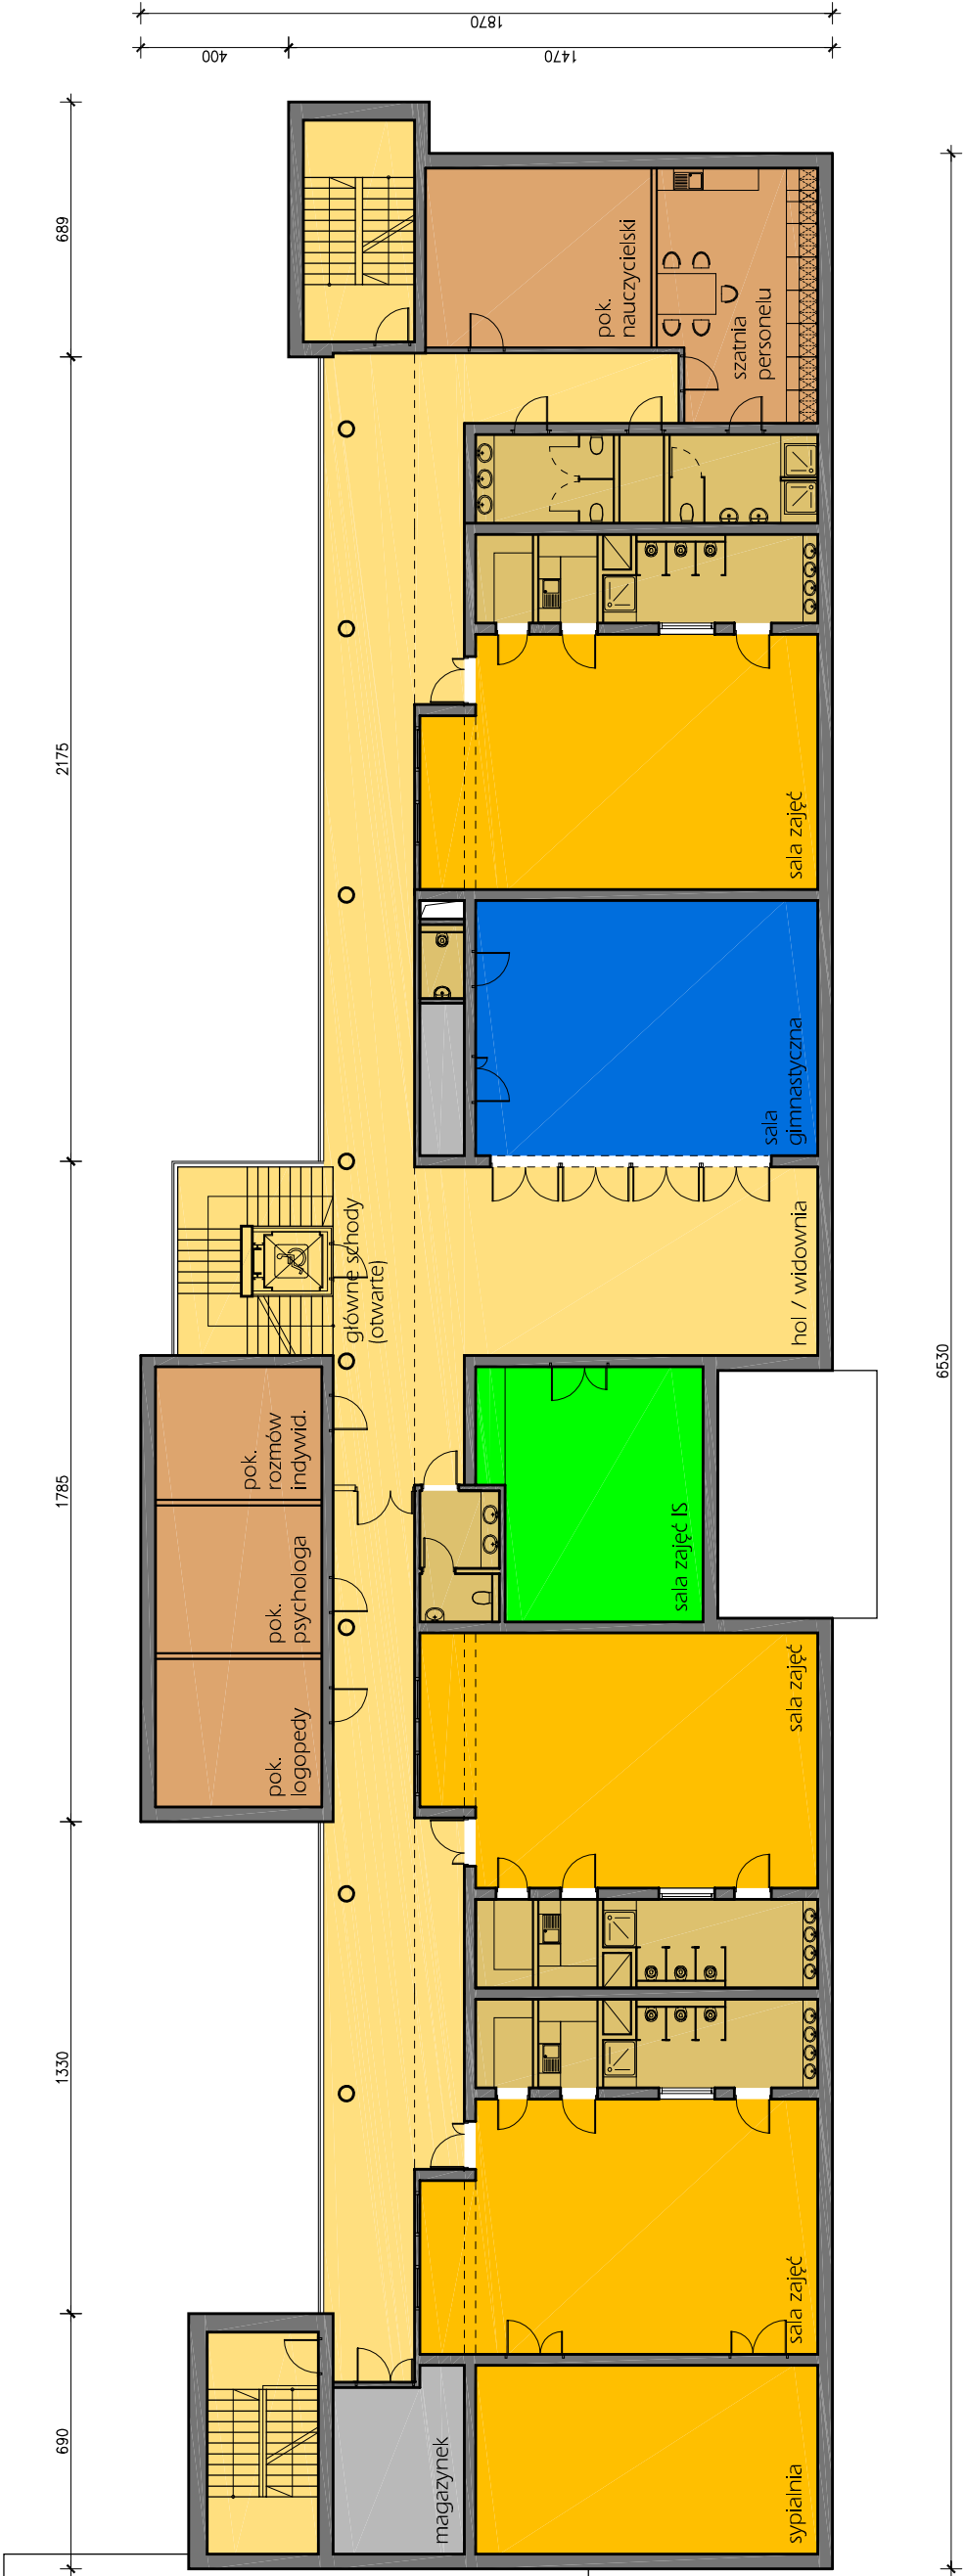 1870
400
1470
689
2175
1785
1330
690
6530
pok.
nauczycielski
szatnia
personelu
sala zajęć
sala
gimnastyczna
główne schody
(otwarte)
hol / widownia
pok.
rozmów
indywid.
pok.
psychologa
pok.
logopedy
sala zajęć IS
sala zajęć
sala zajęć
magazynek
sypialnia